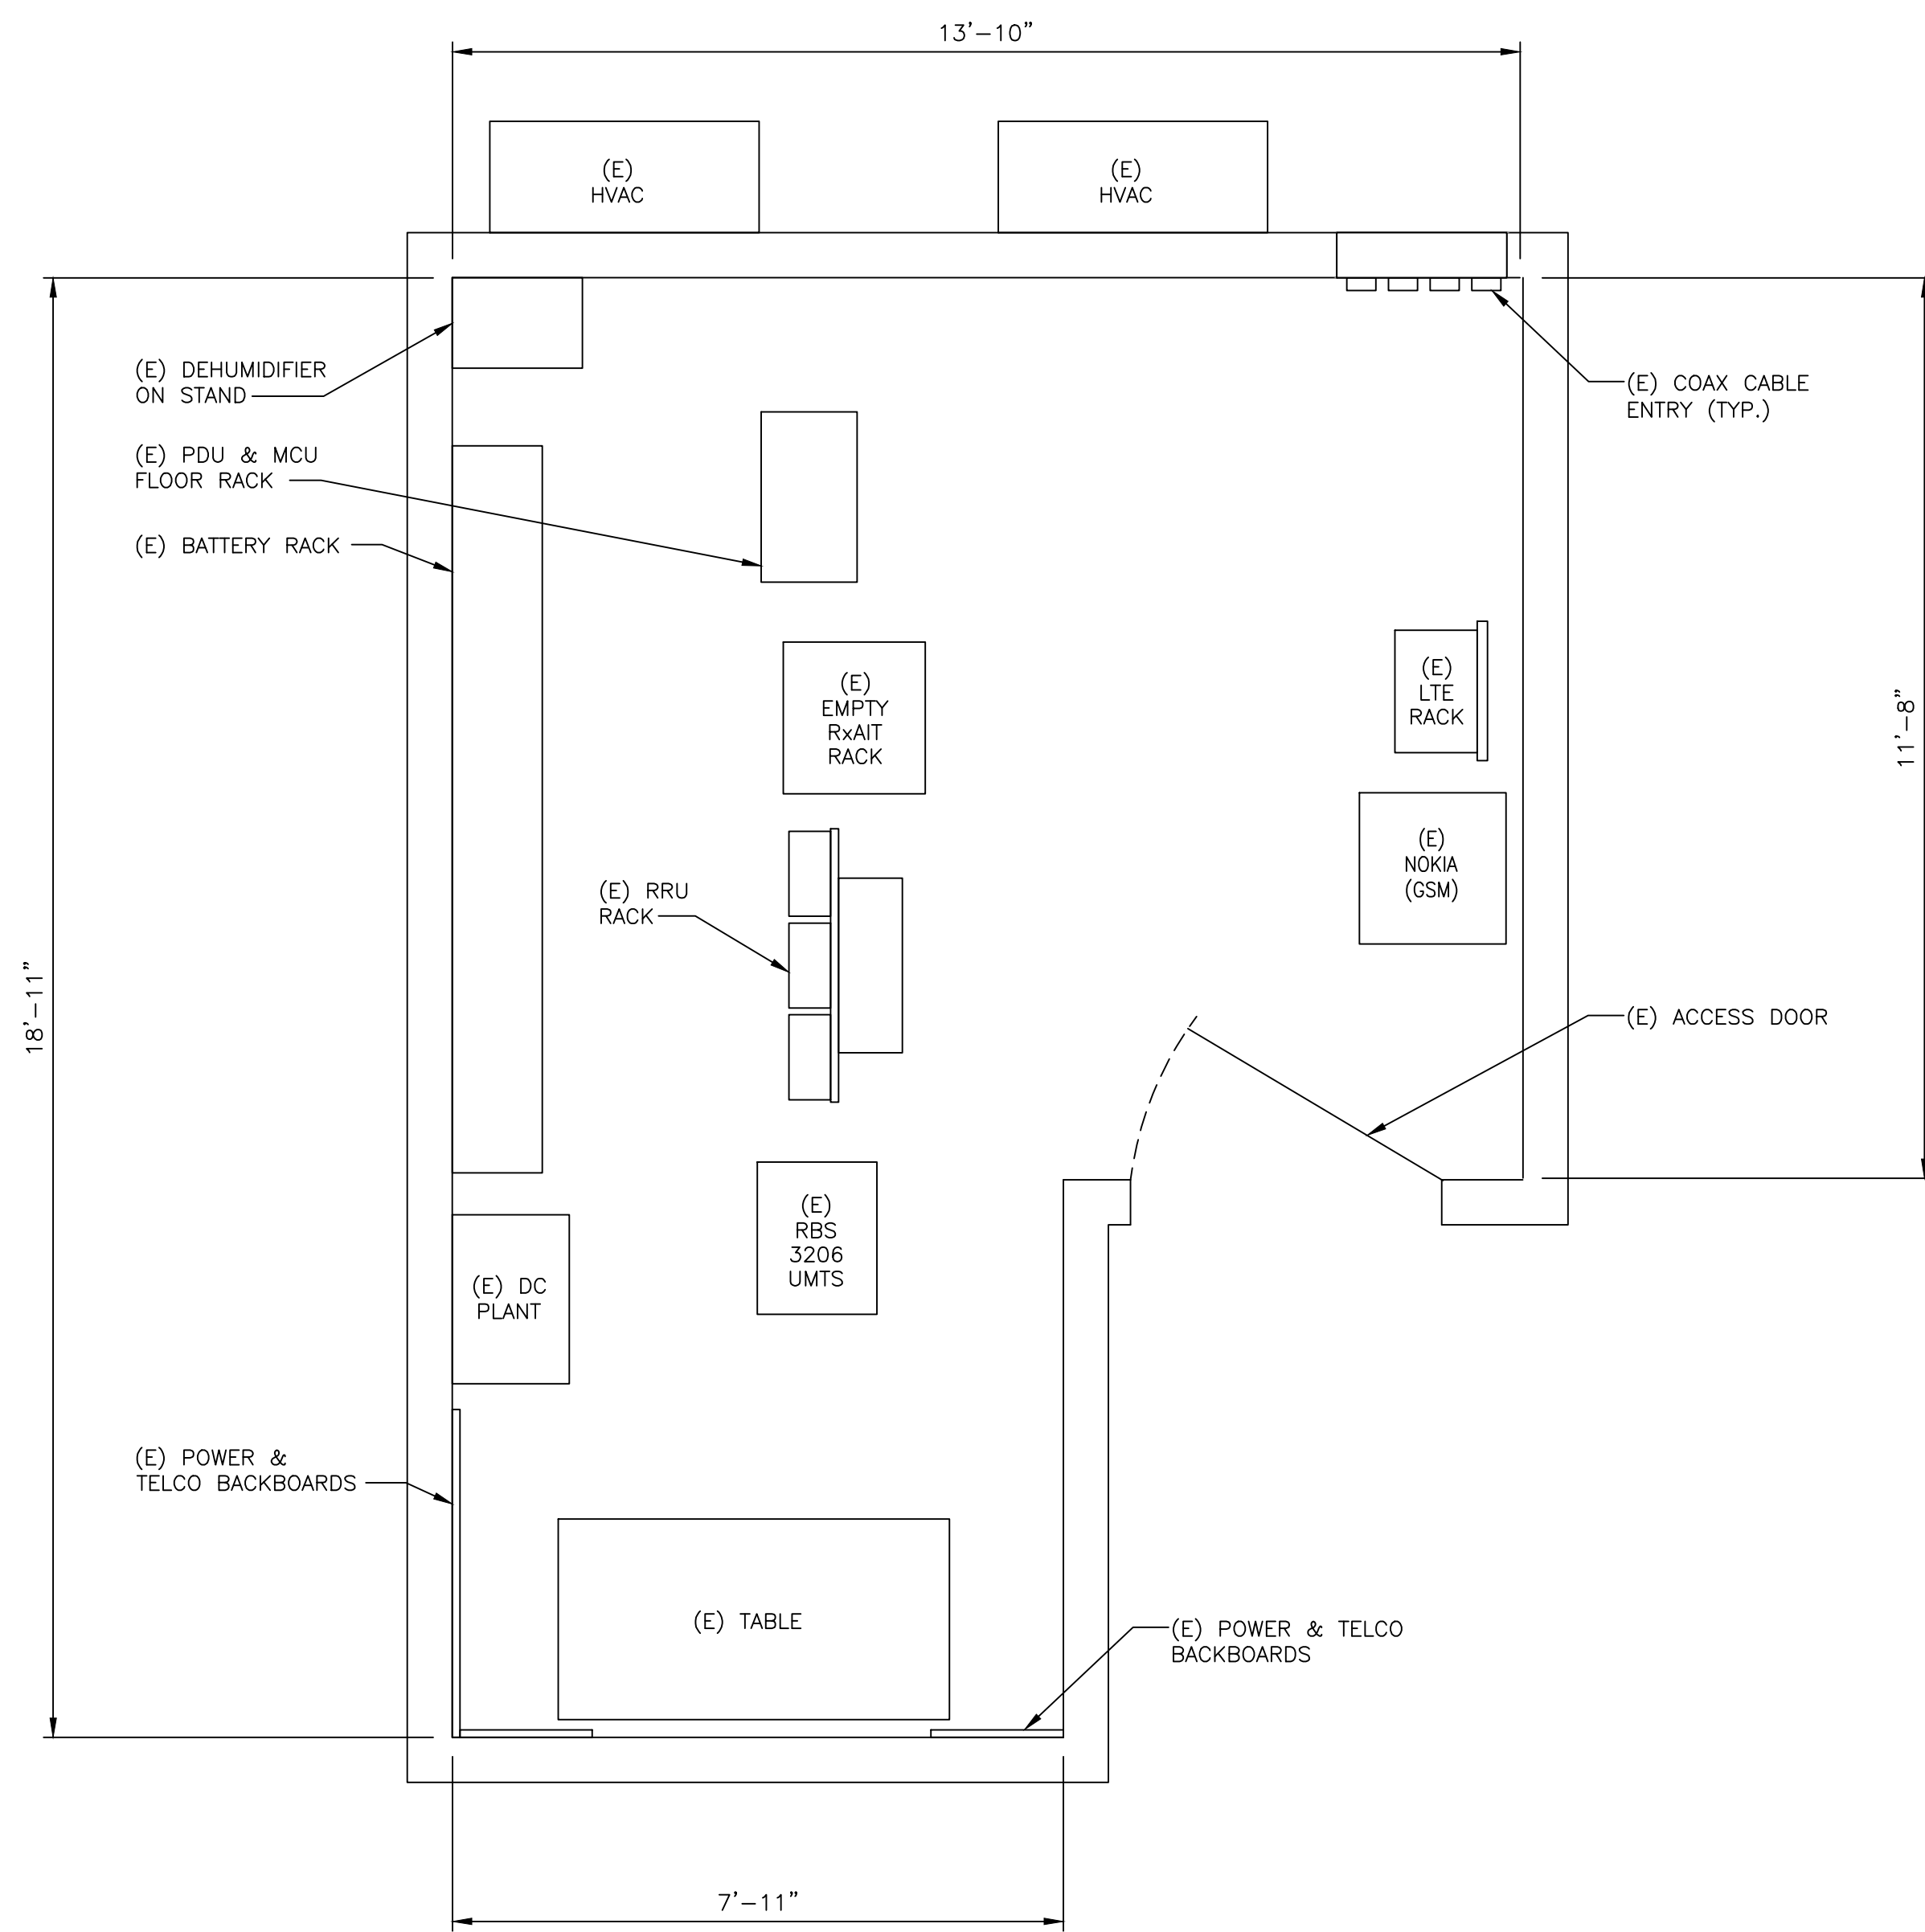 13'-10"
(E)
HVAC
(E)
HVAC
(E) DEHUMIDIFIER
ON STAND
(E) COAX CABLE
ENTRY (TYP.)
(E) PDU & MCU
FLOOR RACK
(E) BATTERY RACK
(E)
EMPTY
RxAIT
RACK
(E)
LTE
RACK
11'-8"
(E)
NOKIA
(GSM)
(E) RRU
RACK
18'-11"
(E) ACCESS DOOR
(E)
RBS
3206
UMTS
(E) DC
PLANT
(E) POWER &
TELCO BACKBOARDS
(E) TABLE
(E) POWER & TELCO
BACKBOARDS
7'-11"